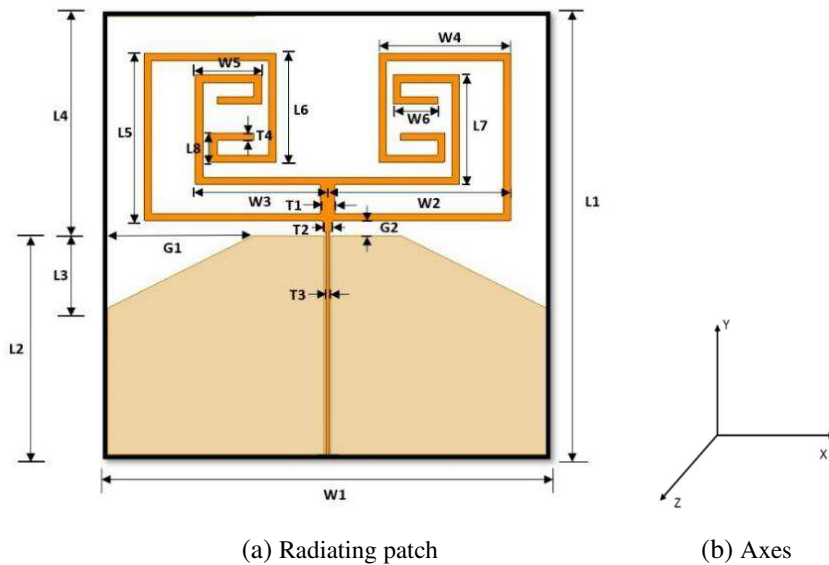 W4
W5
L4
L5
L6
W6
L7
T4
L8
W3
W2
T1
L1
T2
G2
G1
L3
T3
L2
Y
X
Z
W1
(a) Radiating patch
(b) Axes